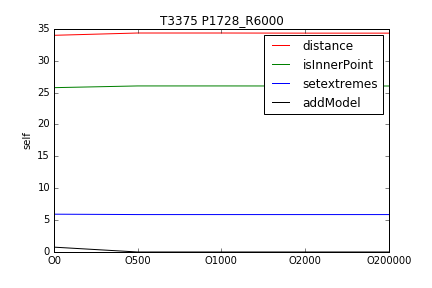 T3375 P1728_R6000
distance
isInnerPoint
setextremes
addModel
self
35
30
25
20
15
10
5
0
O0
O500
O1000
O2000
O200000